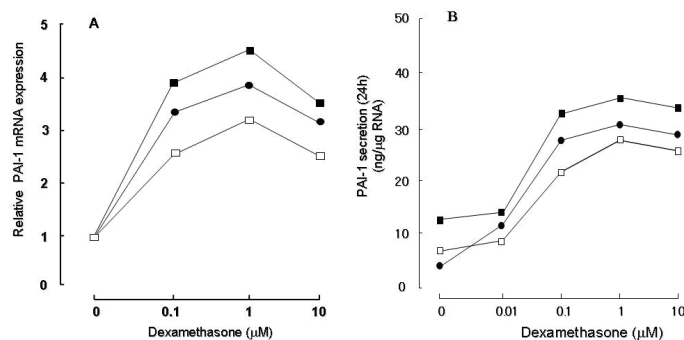 A
Relative PAI-1 mRNA expression
5
4
3
2
1
0
0 0.1 1 10
Dexamethasone (μM)
B
PAI-1 secretion (24h)
(ng/μg RNA)
50
40
30
20
10
0
0 0.01 0.1 1 10
Dexamethasone (μM)